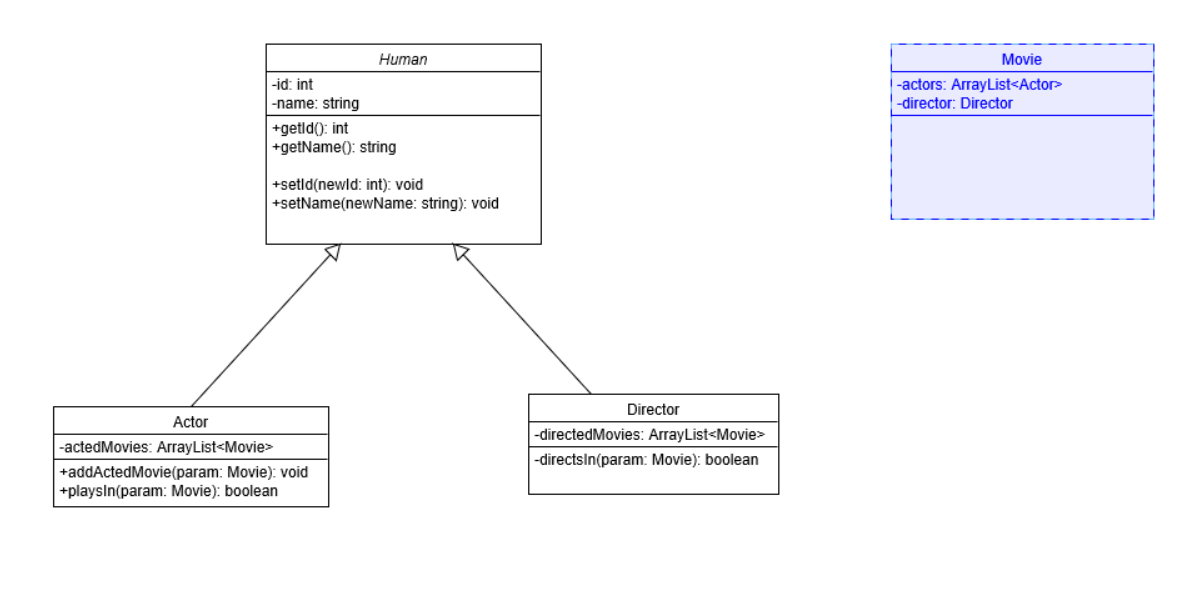 Human
-id: int
-name: string
+getId(): int
+getName(): string
+setId(newId: int): void
+setName(newName: string): void
Movie
-actors: ArrayList<Actor>
-director: Director
Actor
-actedMovies: ArrayList<Movie>
+addActedMovie(param: Movie): void
+playsIn(param: Movie): boolean
Director
-directedMovies: ArrayList<Movie>
-directsIn(param: Movie): boolean